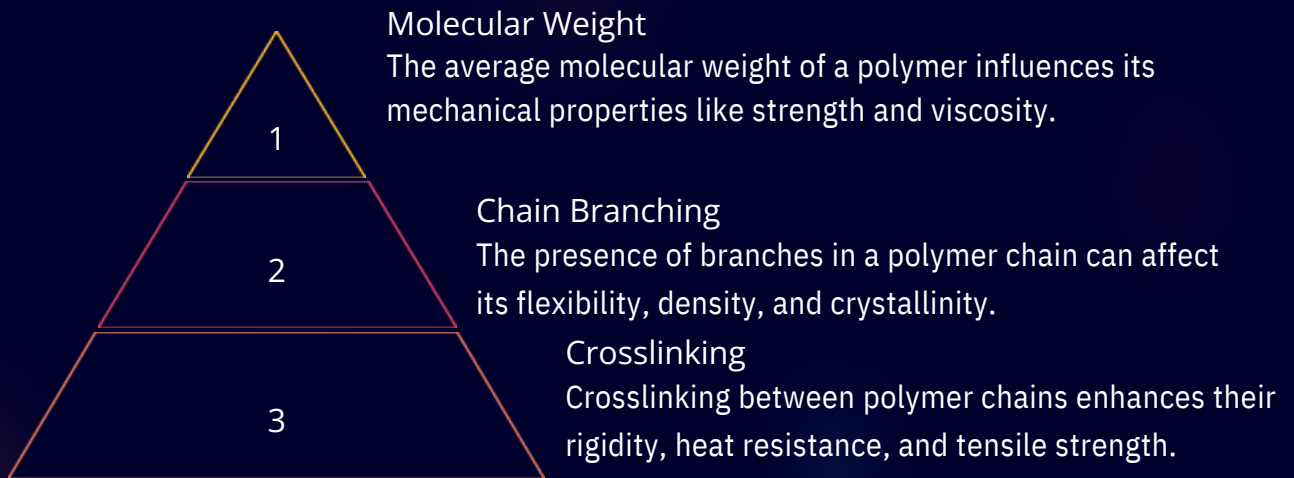 Molecular Weight
The average molecular weight of a polymer influences its
mechanical properties like strength and viscosity.
1
Chain Branching
The presence of branches in a polymer chain can affect
its flexibility, density, and crystallinity.
2
Crosslinking
Crosslinking between polymer chains enhances their
rigidity, heat resistance, and tensile strength.
3